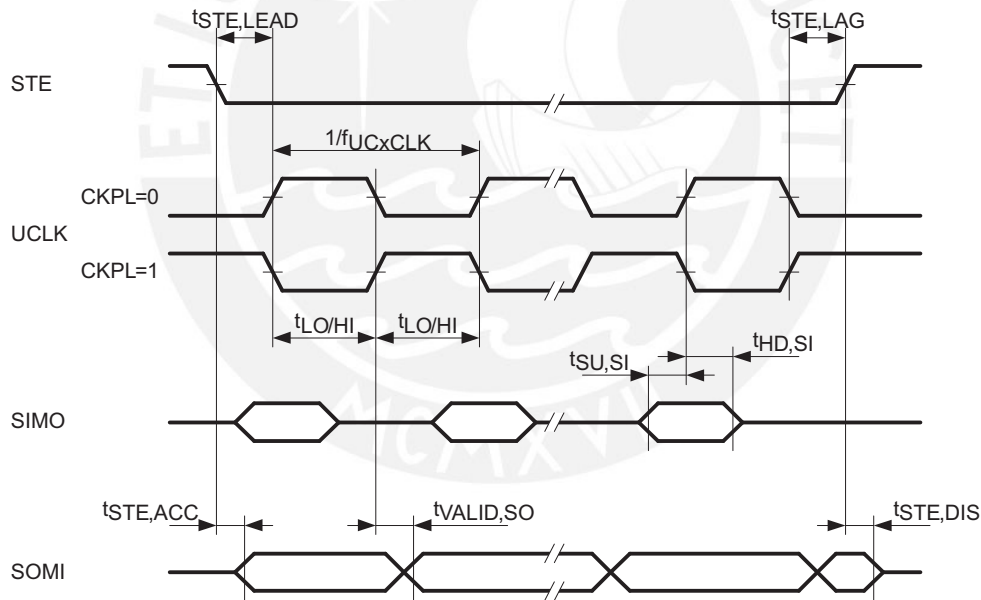 tSTE,LEAD
tSTE,LAG
STE
1/fUCxCLK
CKPL=0
UCLK
CKPL=1
tLO/HI
tLO/HI
tSU,SI
tHD,SI
SIMO
MCMXVII
tSTE,ACC
tVALID,SO
tSTE,DIS
SOMI